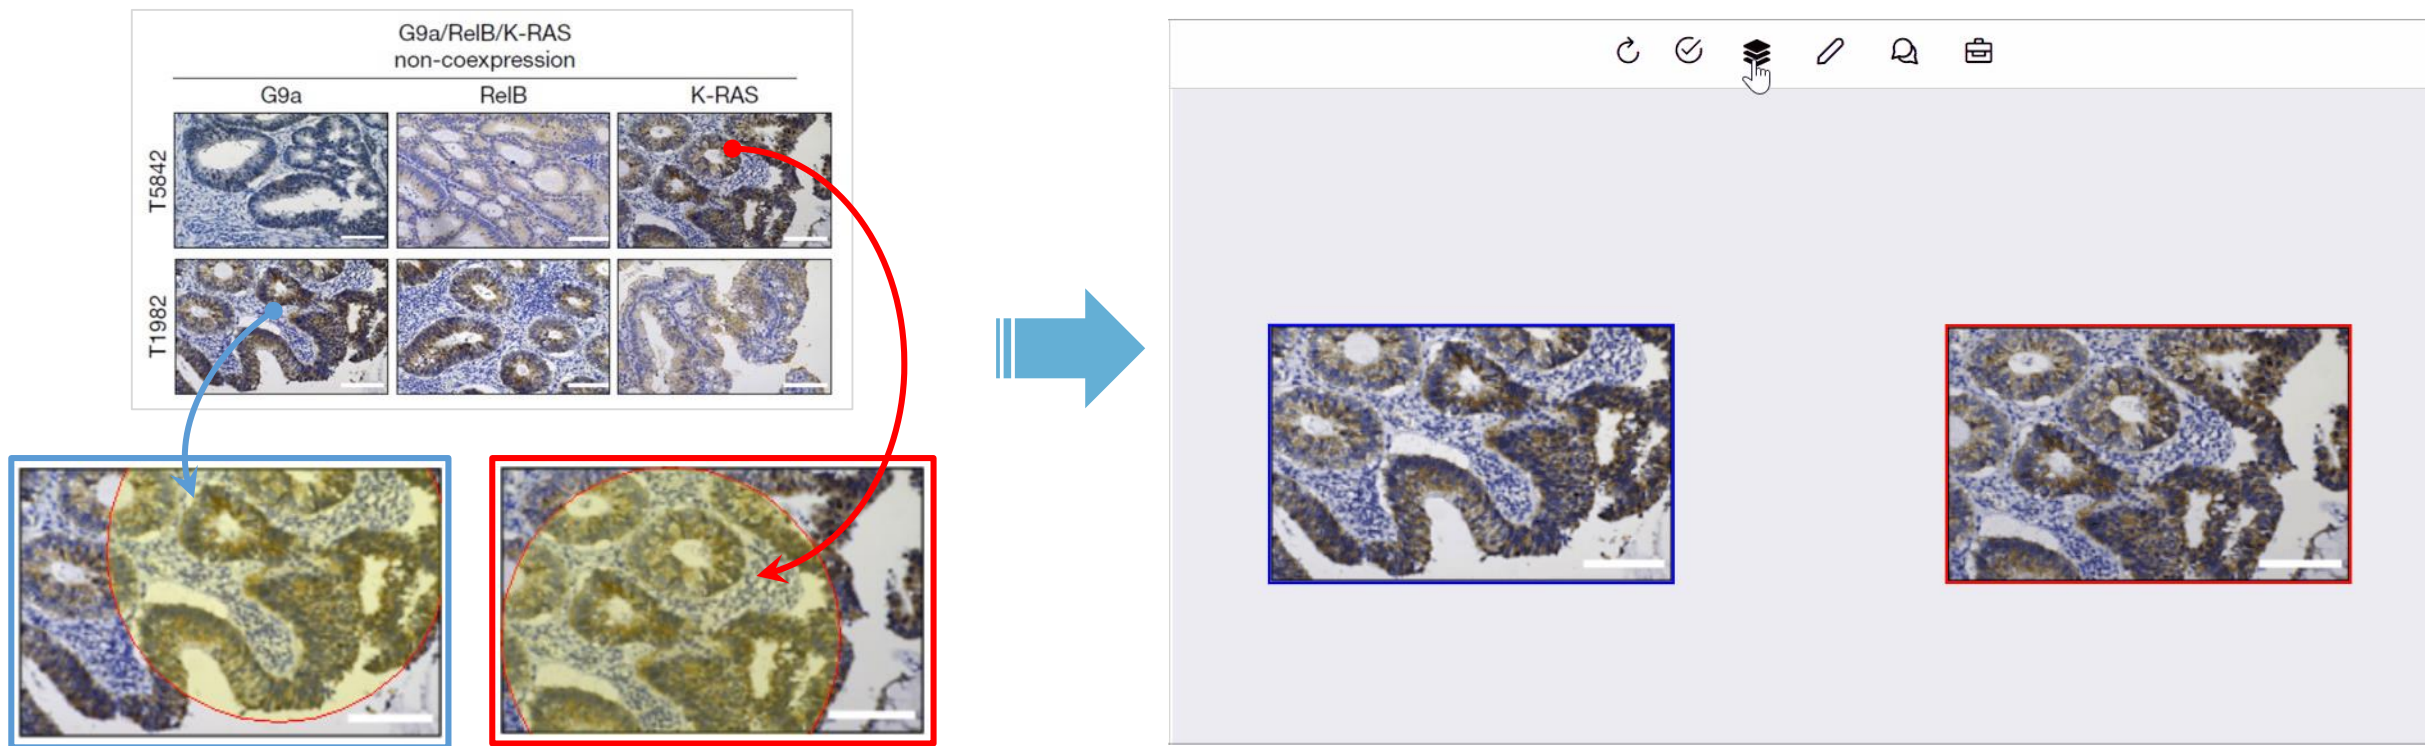 G9a/RelB/K-RAS
non-coexpression
G9a RelB K-RAS
T5842
T1982